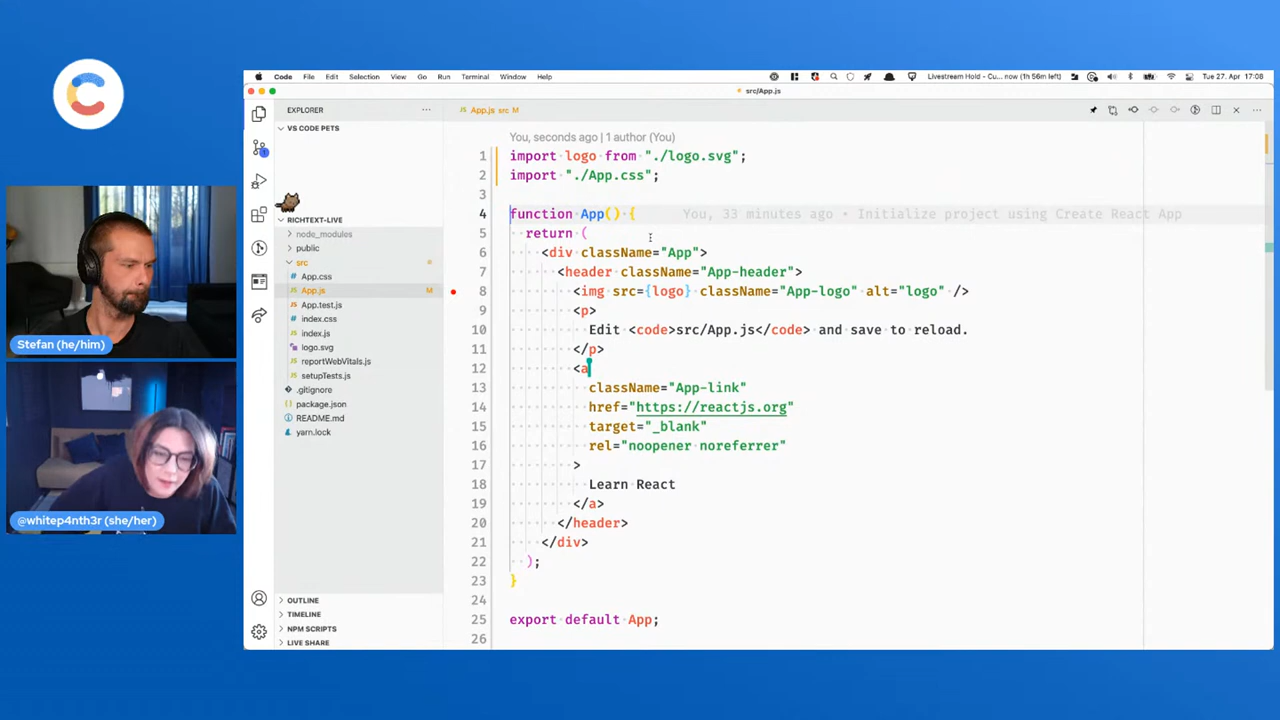 Code File Edit Selection View Go Run Terminal Window Help Livestream Hold - Cu... now (1h 56m left) Tue 27. Apr 17:08
src/App.js
EXPLORER
VS CODE PETS
RICHTEXT-LIVE
node_modules
public
src
App.css
App.js M
App.test.js
index.css
index.js
logo.svg
reportWebVitals.js
setupTests.js
.gitignore
package.json
README.md
yarn.lock
OUTLINE
TIMELINE
NPM SCRIPTS
LIVE SHARE
App.js src M
You, seconds ago | 1 author (You)
1 import logo from "./logo.svg";
2 import "./App.css";
3
4 function App() { You, 33 minutes ago • Initialize project using Create React App
5 return (
6 <div className="App">
7 <header className="App-header">
8 <img src={logo} className="App-logo" alt="logo" />
9 <p>
10 Edit <code>src/App.js</code> and save to reload.
11 </p>
12 <a
13 className="App-link"
14 href="https://reactjs.org"
15 target="_blank"
16 rel="noopener noreferrer"
17 >
18 Learn React
19 </a>
20 </header>
21 </div>
22 );
23 }
24
25 export default App;
26
Stefan (he/him)
@whitep4nth3r (she/her)